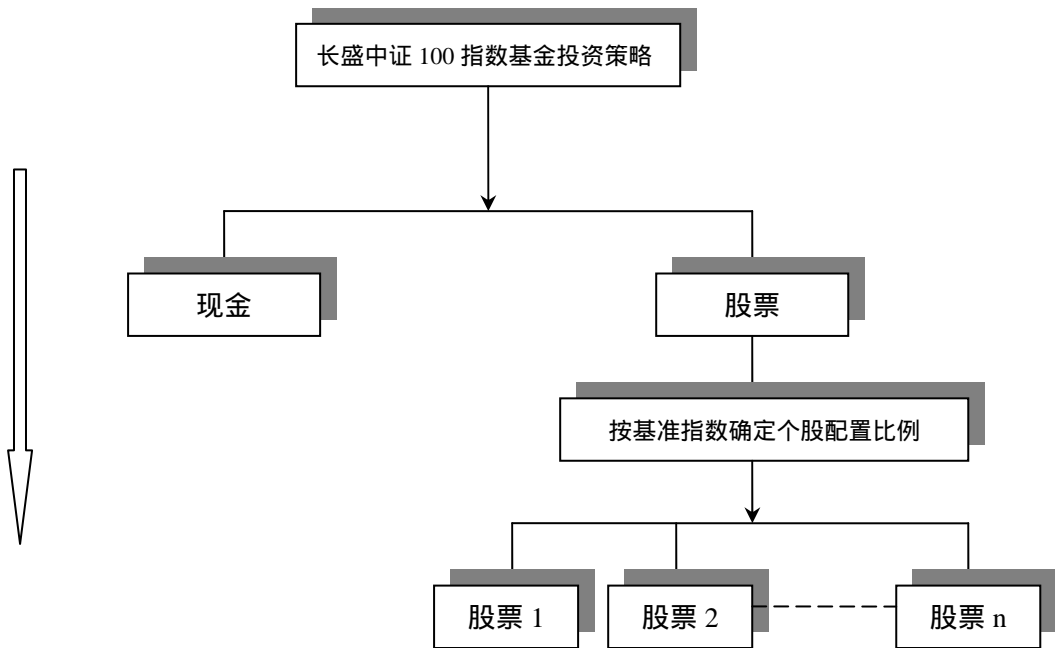 长盛中证 100 指数基金投资策略
现金
股票
按基准指数确定个股配置比例
股票 1
股票 2
股票 n